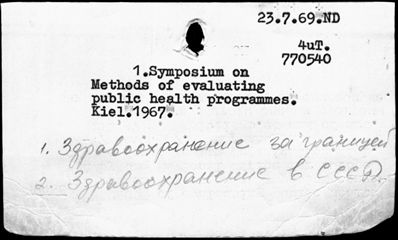 23.7.69.ND
4uT.
770540
1.Symposium on
Methods of evaluating
public health programmes.
Kiel.1967.
1. Здравоохранение за границей
2. Здравоохранение в СССР.